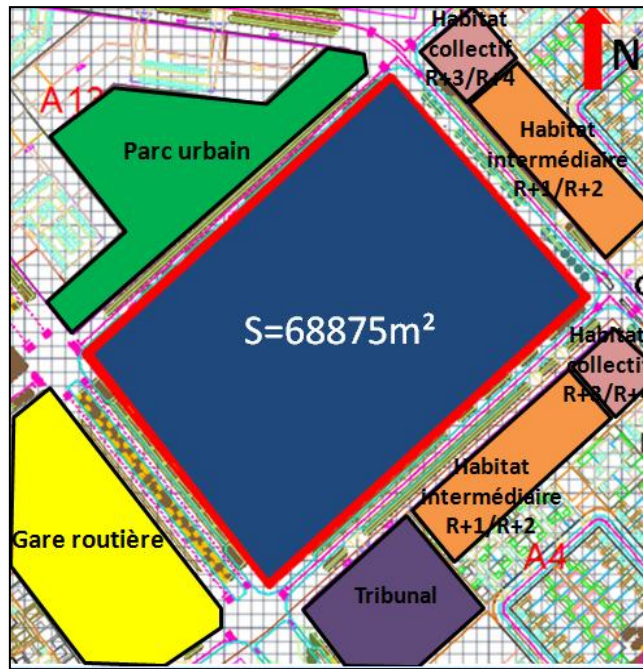 Habitat
collectif
R+3/R+4
N
A 12
Parc urbain
Habitat
intermédiaire
R+1/R+2
S=68875m²
Habitat
collectif
Habitat
intermédiaire
R+1/R+2
Gare routière
A4
Tribunal